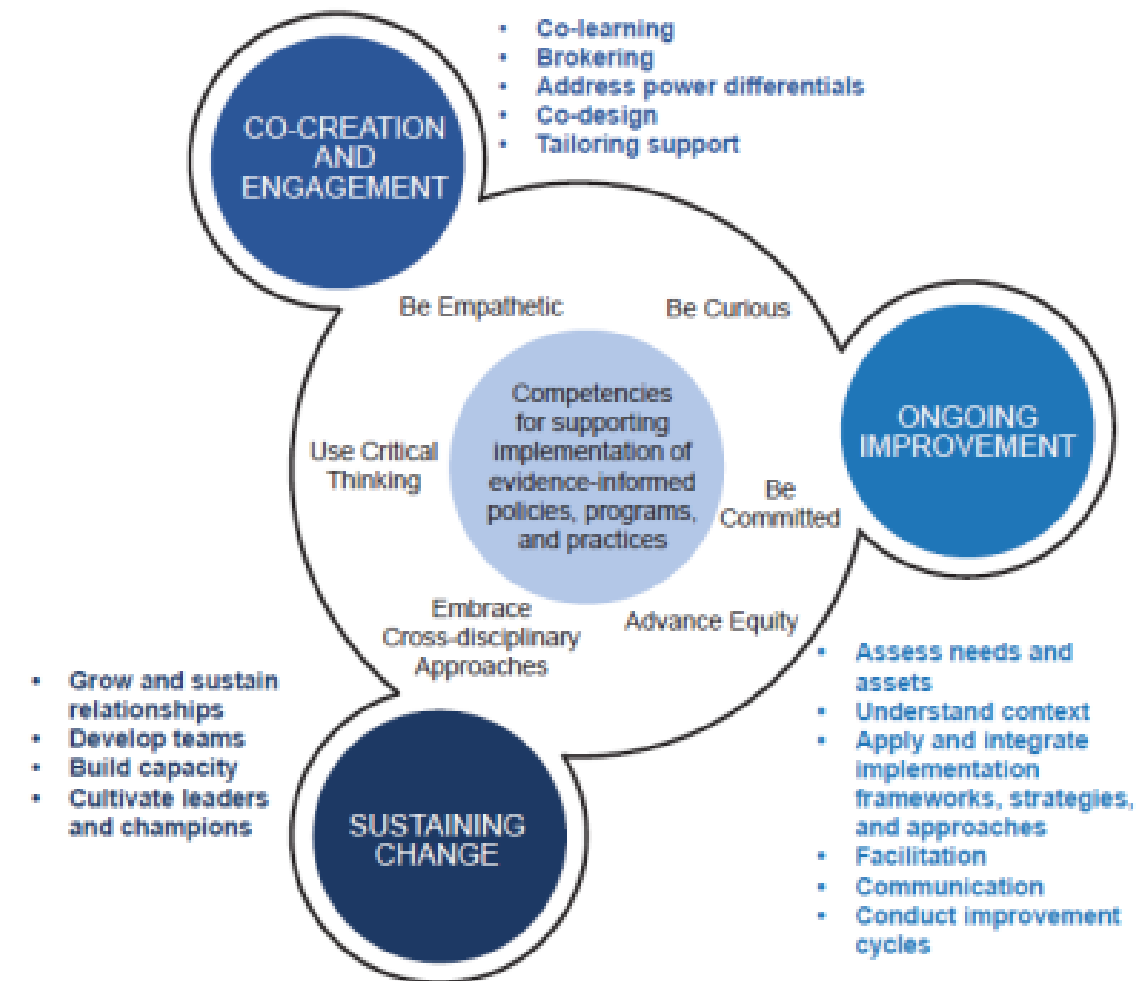 • Co-learning
• Brokering
• Address power differentials
• Co-design
• Tailoring support
CO-CREATION
AND
ENGAGEMENT
Be Empathetic
Be Curious
Competencies
for supporting
implementation of
evidence-informed
policies, programs,
and practices
ONGOING
IMPROVEMENT
Use Critical
Thinking
Be
Committed
Embrace
Cross-disciplinary
Approaches
Advance Equity
• Assess needs and
assets
• Understand context
• Apply and integrate
implementation
frameworks, strategies,
and approaches
• Facilitation
• Communication
• Conduct improvement
cycles
• Grow and sustain
relationships
• Develop teams
• Build capacity
• Cultivate leaders
and champions
SUSTAINING
CHANGE